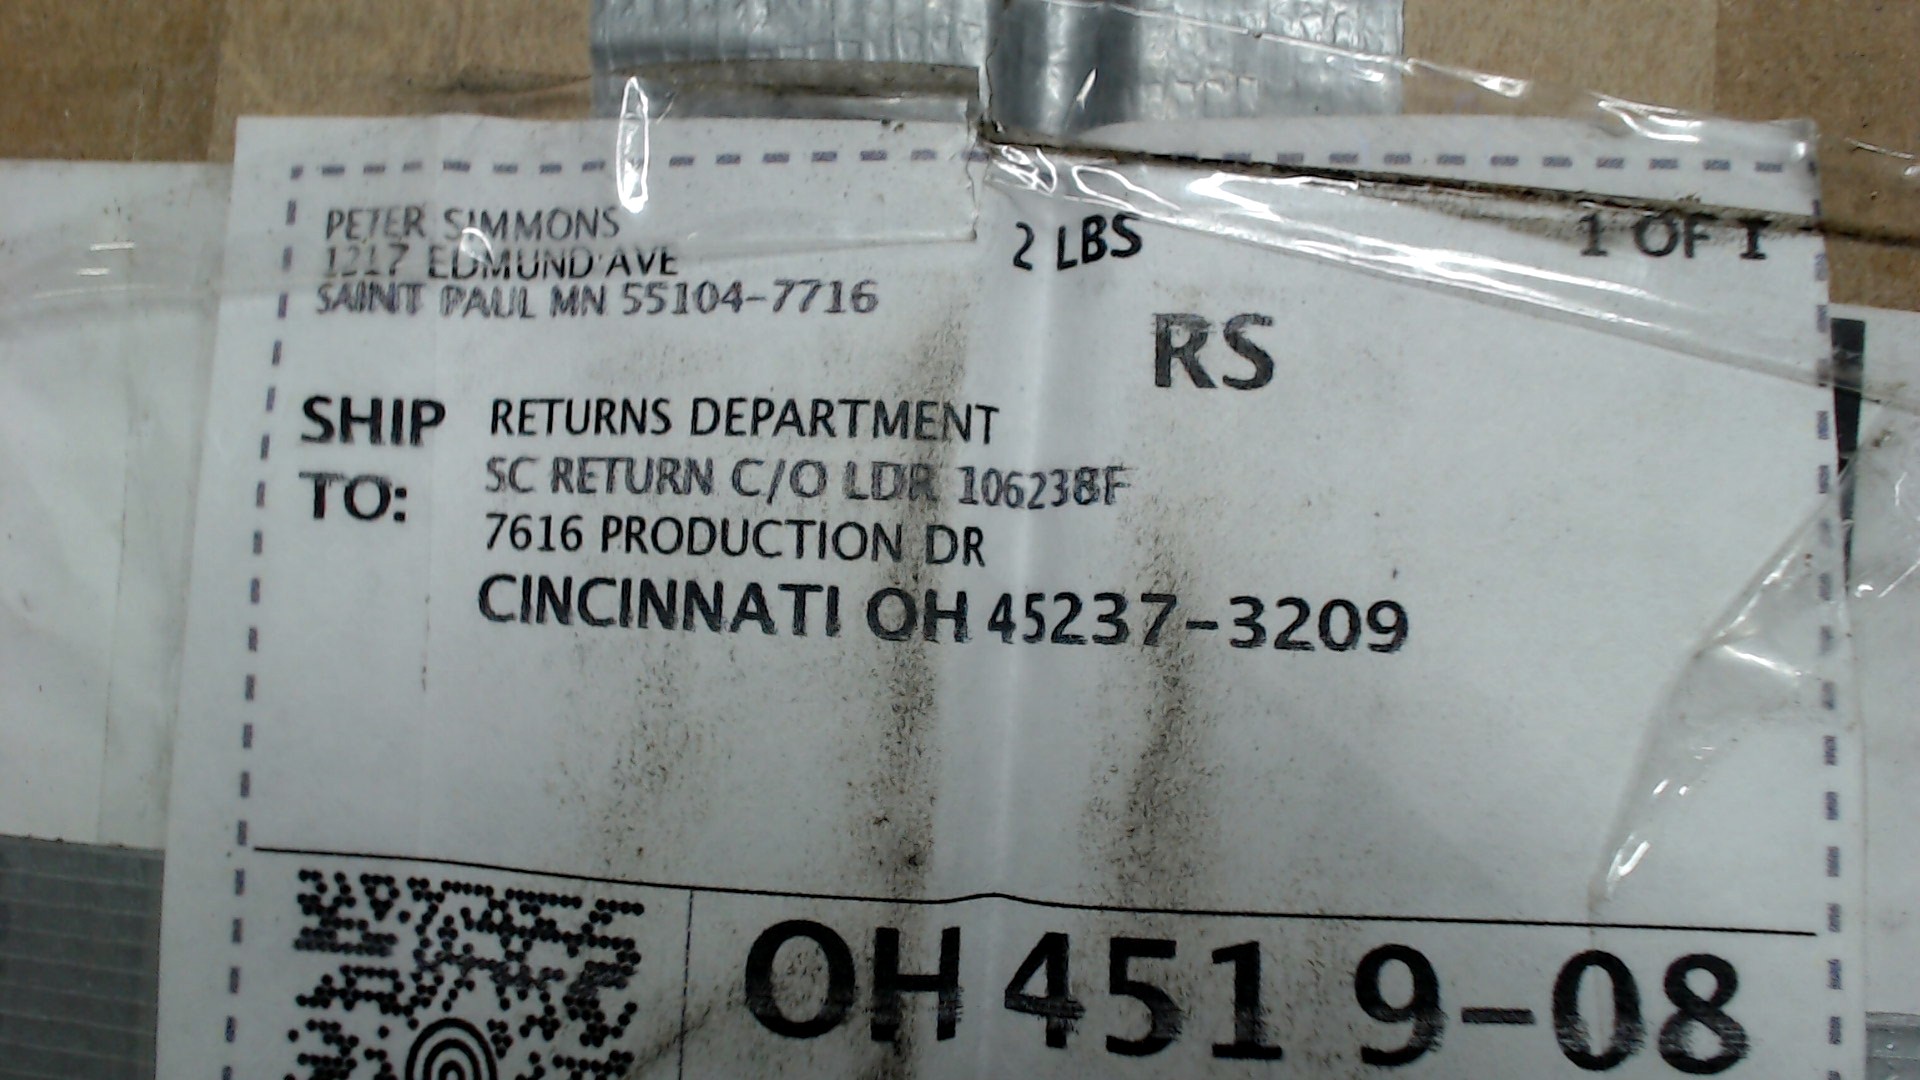 PETER SIMMONS
1217 EDMUND AVE
SAINT PAUL MN 55104-7716
2 LBS
1 OF 1
RS
SHIP TO:
RETURNS DEPARTMENT
SC RETURN C/O LDR 106238F
7616 PRODUCTION DR
CINCINNATI OH 45237-3209
OH 451 9-08